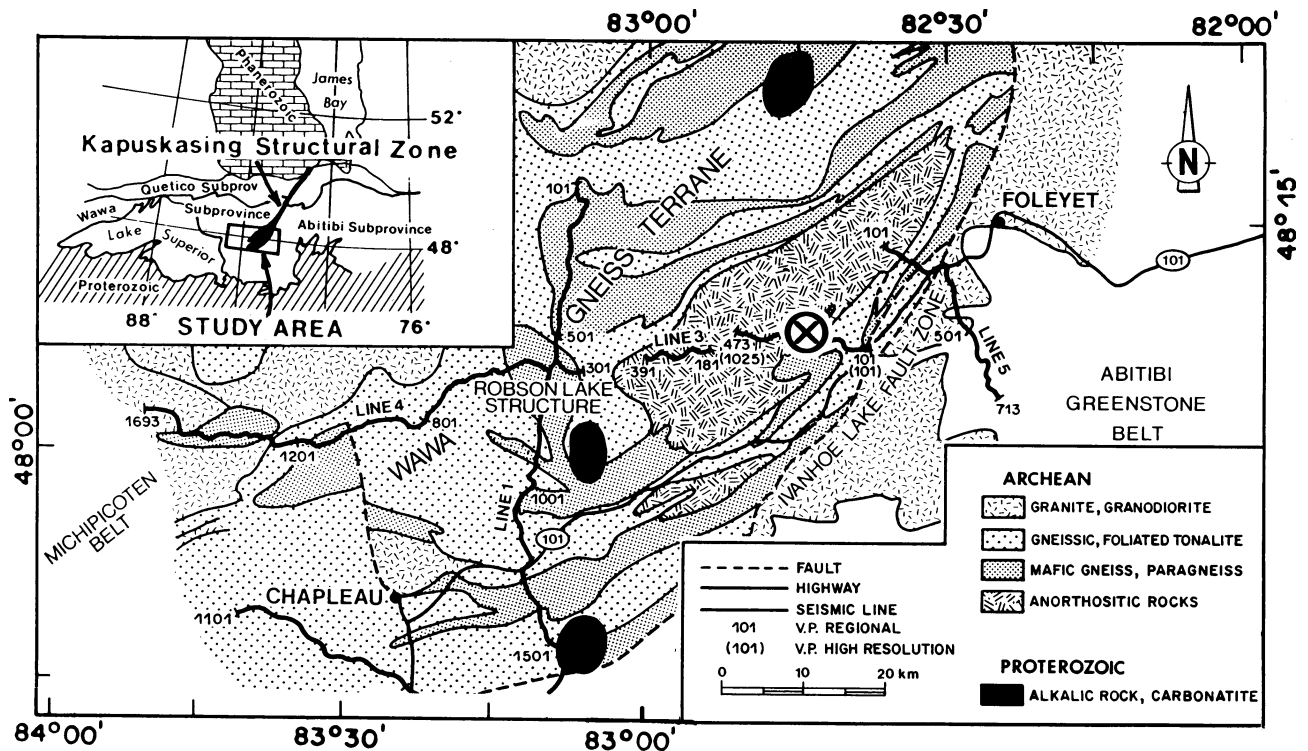 83°00'
82°30'
82°00'
Phanerozoic
James
Bay
52°
Kapuskasing Structural Zone
Quetico Subprov
Wawa
Subprovince
Abitibi Subprovince
Lake
Superior
48°
Proterozoic
88°
STUDY AREA
76°
N
48°15'
FOLEYET
101
101
101
GNEISS TERRANE
501
LINE 3
473
(1025)
391
181
101
(101)
501
LINE 5
713
301
ROBSON LAKE
STRUCTURE
LINE 4
801
1693
1201
48°00'
WAWA
IVANHOE LAKE FAULT ZONE
ABITIBI
GREENSTONE
BELT
MICHIPICOTEN
BELT
LINE 1
1001
101
CHAPLEAU
1101
1501
ARCHEAN
GRANITE, GRANODIORITE
GNEISSIC, FOLIATED TONALITE
MAFIC GNEISS, PARAGNEISS
ANORTHOSITIC ROCKS
PROTEROZOIC
ALKALIC ROCK, CARBONATITE
FAULT
HIGHWAY
SEISMIC LINE
101 V.P. REGIONAL
(101) V.P. HIGH RESOLUTION
0 10 20 km
84°00'
83°30'
83°00'